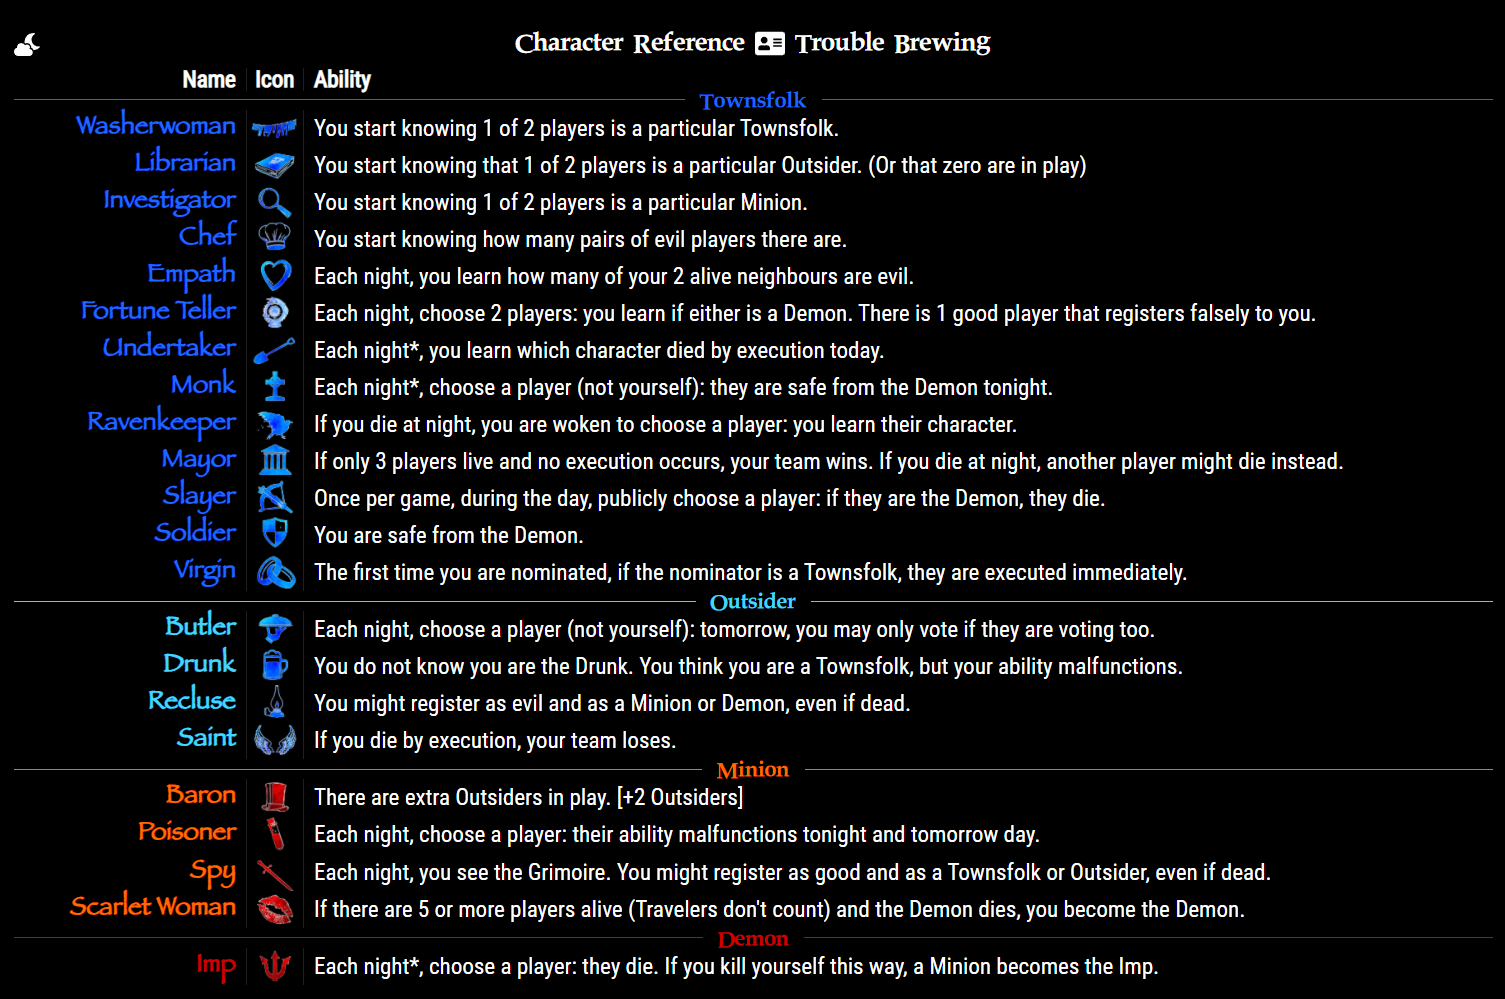 Character Reference Trouble Brewing
Name Icon Ability
Townsfolk
Washerwoman You start knowing 1 of 2 players is a particular Townsfolk.
Librarian You start knowing that 1 of 2 players is a particular Outsider. (Or that zero are in play)
Investigator You start knowing 1 of 2 players is a particular Minion.
Chef You start knowing how many pairs of evil players there are.
Empath Each night, you learn how many of your 2 alive neighbours are evil.
Fortune Teller Each night, choose 2 players: you learn if either is a Demon. There is 1 good player that registers falsely to you.
Undertaker Each night*, you learn which character died by execution today.
Monk Each night*, choose a player (not yourself): they are safe from the Demon tonight.
Ravenkeeper If you die at night, you are woken to choose a player: you learn their character.
Mayor If only 3 players live and no execution occurs, your team wins. If you die at night, another player might die instead.
Slayer Once per game, during the day, publicly choose a player: if they are the Demon, they die.
Soldier You are safe from the Demon.
Virgin The first time you are nominated, if the nominator is a Townsfolk, they are executed immediately.
Outsider
Butler Each night, choose a player (not yourself): tomorrow, you may only vote if they are voting too.
Drunk You do not know you are the Drunk. You think you are a Townsfolk, but your ability malfunctions.
Recluse You might register as evil and as a Minion or Demon, even if dead.
Saint If you die by execution, your team loses.
Minion
Baron There are extra Outsiders in play. [+2 Outsiders]
Poisoner Each night, choose a player: their ability malfunctions tonight and tomorrow day.
Spy Each night, you see the Grimoire. You might register as good and as a Townsfolk or Outsider, even if dead.
Scarlet Woman If there are 5 or more players alive (Travelers don't count) and the Demon dies, you become the Demon.
Demon
Imp Each night*, choose a player: they die. If you kill yourself this way, a Minion becomes the Imp.